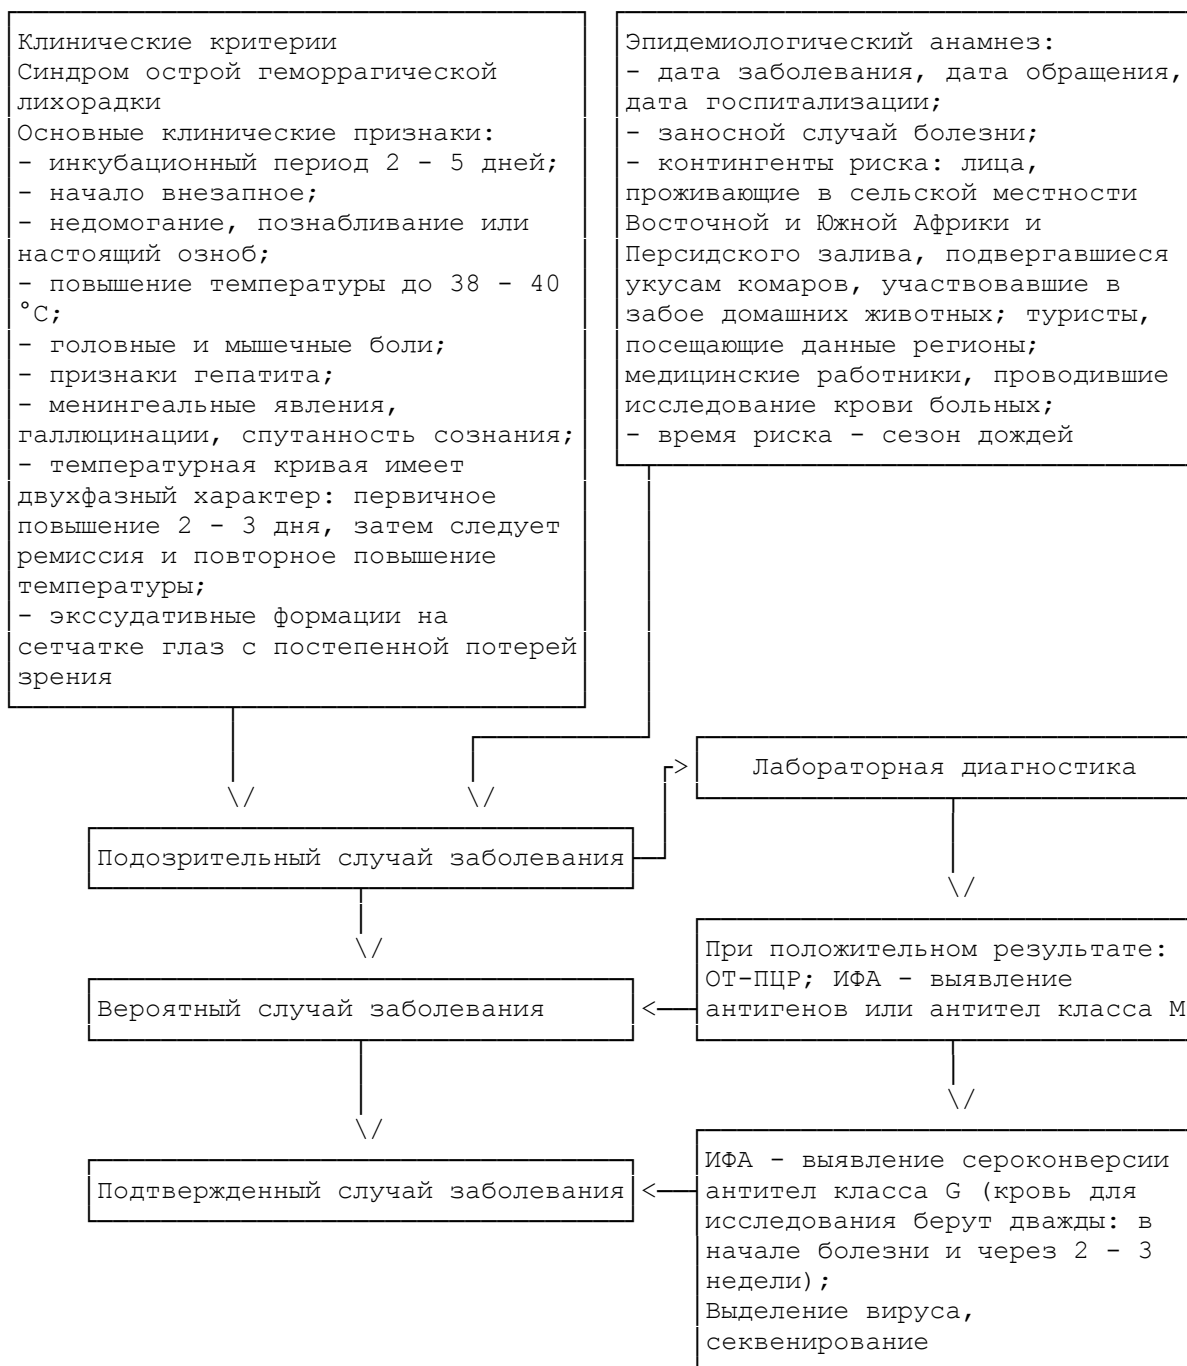 Клинические критерии
Синдром острой геморрагической
лихорадки
Основные клинические признаки:
- инкубационный период 2 - 5 дней;
- начало внезапное;
- недомогание, познабливание или
настоящий озноб;
- повышение температуры до 38 - 40
°C;
- головные и мышечные боли;
- признаки гепатита;
- менингеальные явления,
галлюцинации, спутанность сознания;
- температурная кривая имеет
двухфазный характер: первичное
повышение 2 - 3 дня, затем следует
ремиссия и повторное повышение
температуры;
- экссудативные формации на
сетчатке глаз с постепенной потерей
зрения
Эпидемиологический анамнез:
- дата заболевания, дата обращения,
дата госпитализации;
- заносной случай болезни;
- контингенты риска: лица,
проживающие в сельской местности
Восточной и Южной Африки и
Персидского залива, подвергавшиеся
укусам комаров, участвовавшие в
забое домашних животных; туристы,
посещающие данные регионы;
медицинские работники, проводившие
исследование крови больных;
- время риска - сезон дождей
Лабораторная диагностика
Подозрительный случай заболевания
При положительном результате:
ОТ-ПЦР; ИФА - выявление
антигенов или антител класса M
Вероятный случай заболевания
ИФА - выявление сероконверсии
антител класса G (кровь для
исследования берут дважды: в
начале болезни и через 2 - 3
недели);
Выделение вируса,
секвенирование
Подтвержденный случай заболевания